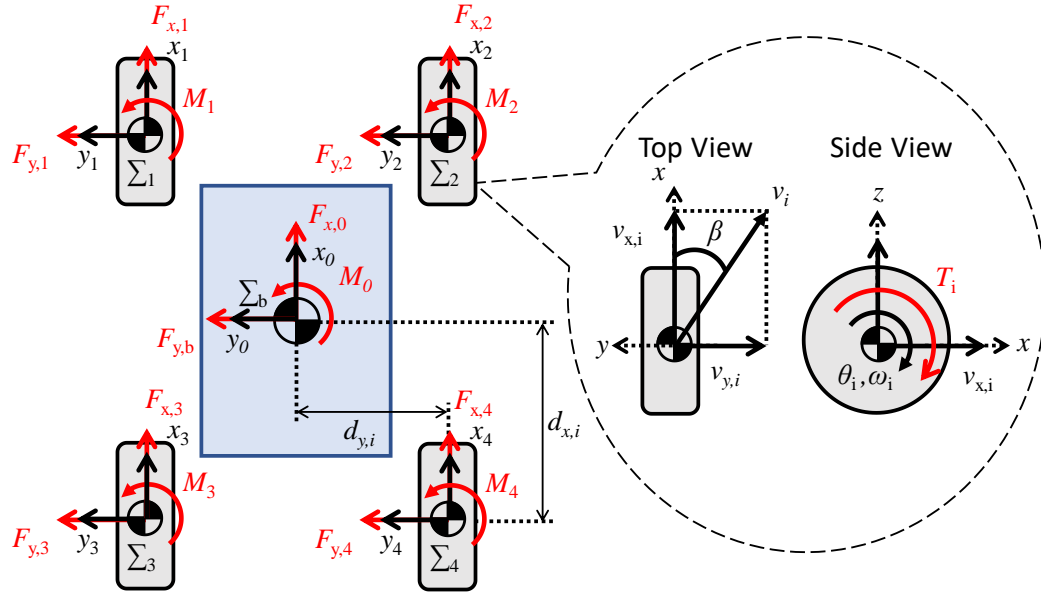 F_{x,1}
x_1
M_1
F_{y,1}
y_1
∑_1
F_{x,2}
x_2
M_2
F_{y,2}
y_2
∑_2
F_{x,0}
x_0
M_0
∑_b
F_{y,b}
y_0
d_{y,i}
d_{x,i}
F_{x,3}
x_3
M_3
F_{y,3}
y_3
∑_3
F_{x,4}
x_4
M_4
F_{y,4}
y_4
∑_4
Top View
x
v_i
v_{x,i}
β
y
v_{y,i}
Side View
z
T_i
x
θ_i, ω_i
v_{x,i}